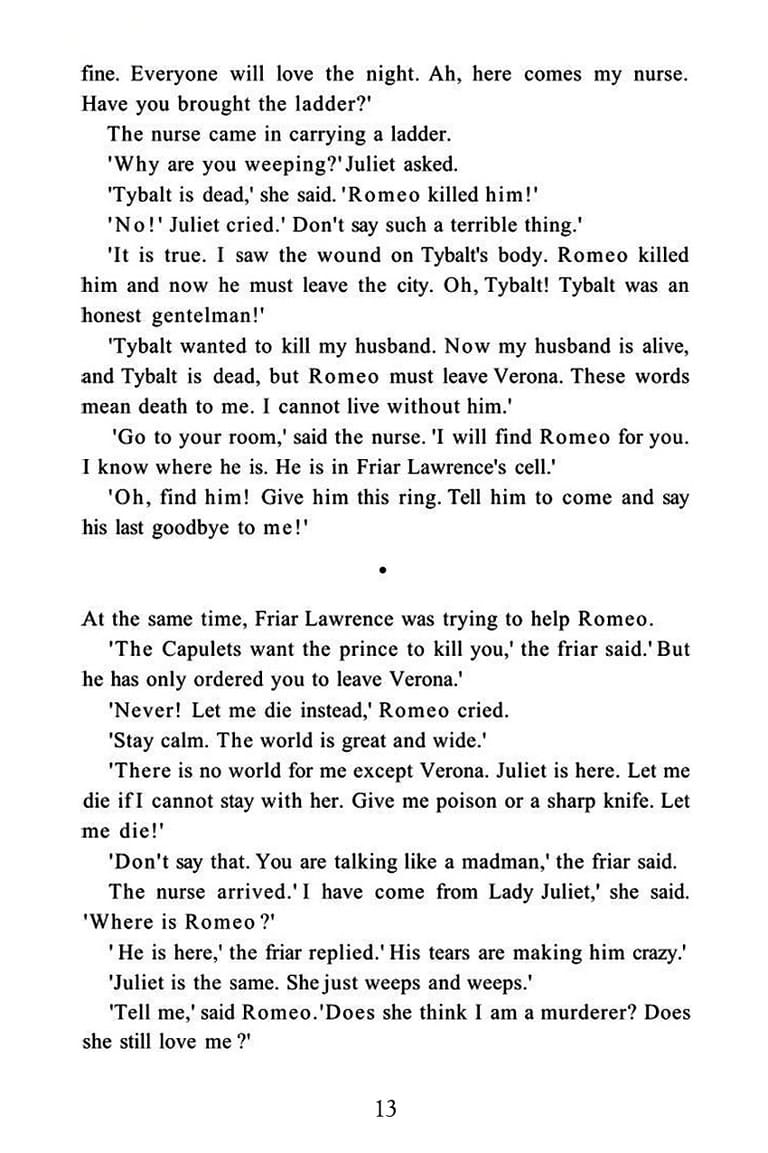 fine. Everyone will love the night. Ah, here comes my nurse.
Have you brought the ladder?'
The nurse came in carrying a ladder.
'Why are you weeping?' Juliet asked.
'Tybalt is dead,' she said. 'Romeo killed him!'
'No!' Juliet cried.' Don't say such a terrible thing.'
'It is true. I saw the wound on Tybalt's body. Romeo killed
him and now he must leave the city. Oh, Tybalt! Tybalt was an
honest gentelman!'
'Tybalt wanted to kill my husband. Now my husband is alive,
and Tybalt is dead, but Romeo must leave Verona. These words
mean death to me. I cannot live without him.'
'Go to your room,' said the nurse. 'I will find Romeo for you.
I know where he is. He is in Friar Lawrence's cell.'
'Oh, find him! Give him this ring. Tell him to come and say
his last goodbye to me!'
•
At the same time, Friar Lawrence was trying to help Romeo.
'The Capulets want the prince to kill you,' the friar said.' But
he has only ordered you to leave Verona.'
'Never! Let me die instead,' Romeo cried.
'Stay calm. The world is great and wide.'
'There is no world for me except Verona. Juliet is here. Let me
die if I cannot stay with her. Give me poison or a sharp knife. Let
me die!'
'Don't say that. You are talking like a madman,' the friar said.
The nurse arrived.' I have come from Lady Juliet,' she said.
'Where is Romeo?'
' He is here,' the friar replied.' His tears are making him crazy.'
'Juliet is the same. She just weeps and weeps.'
'Tell me,' said Romeo.'Does she think I am a murderer? Does
she still love me?'
13